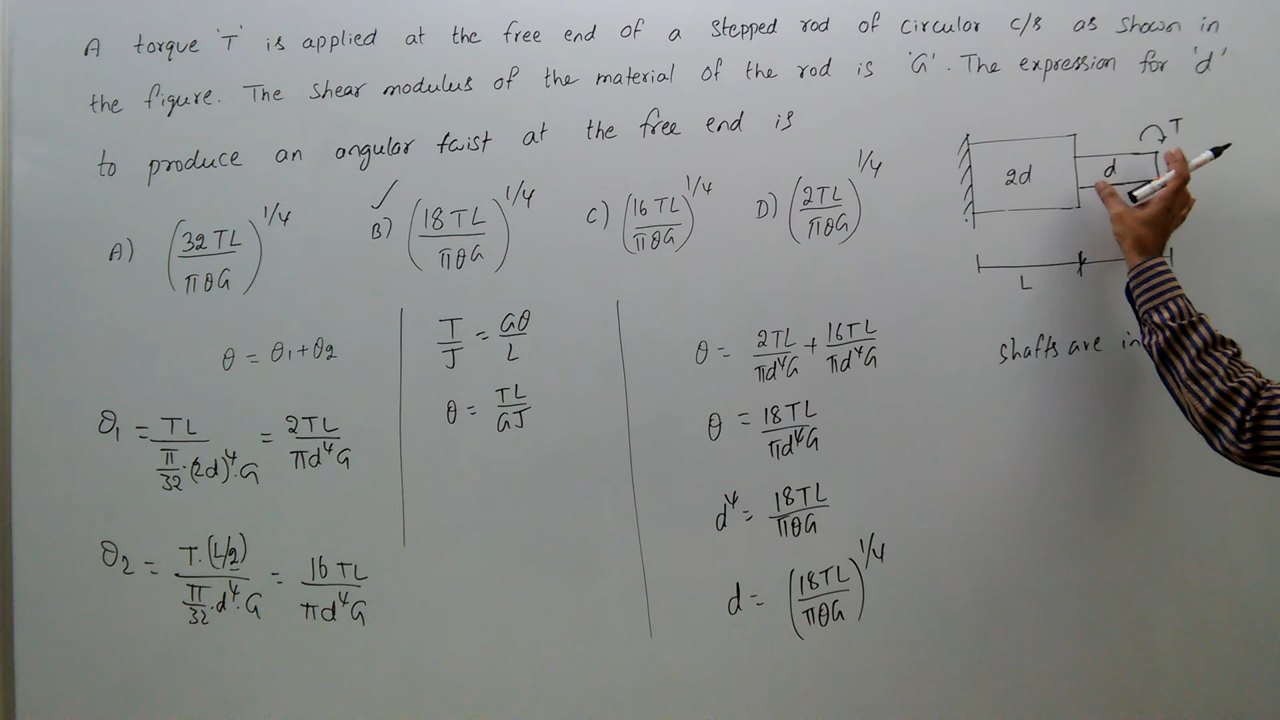 A torque 'T' is applied at the free end of a stepped rod of circular c/s as shown in
the figure. The shear modulus of the material of the rod is 'G'. The expression for 'd'
to produce an angular twist at the free end is
A) (32TL/πθG)^1/4 B) (18TL/πθG)^1/4 C) (16TL/πθG)^1/4 D) (2TL/πθG)^1/4
2d d T
L
θ = θ1+θ2
θ1 = TL/(π/32·(2d)^4·G) = 2TL/πd^4G
θ2 = T·(L/2)/(π/32·d^4·G) = 16TL/πd^4G
T/J = Gθ/L
θ = TL/GJ
θ = 2TL/πd^4G + 16TL/πd^4G
θ = 18TL/πd^4G
d^4 = 18TL/πθG
d = (18TL/πθG)^1/4
shafts are in